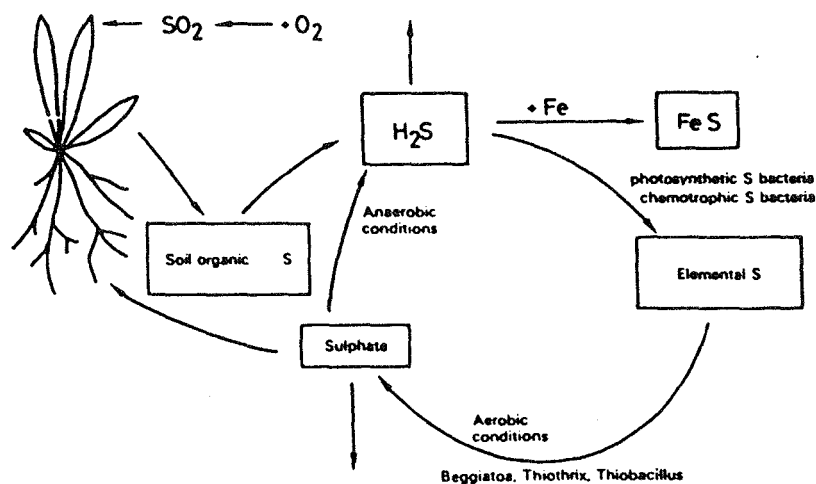 SO2 + O2
H2S
+ Fe
Fe S
photosynthetic S bacteria
chemotrophic S bacteria
Anaerobic
conditions
Soil organic S
Elemental S
Sulphate
Aerobic
conditions
Beggiatoa, Thiothrix, Thiobacillus